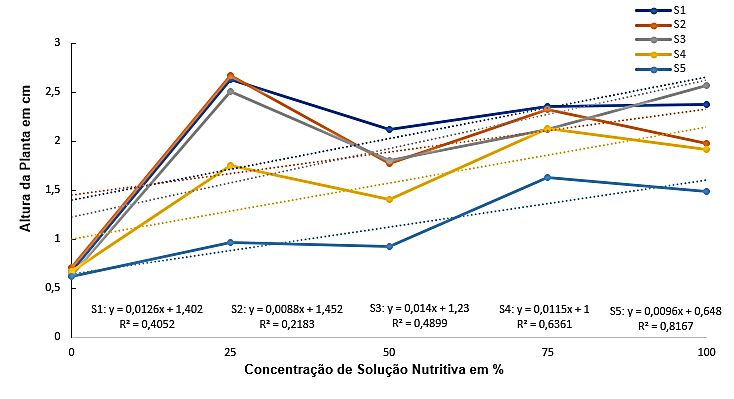 S1
S2
S3
S4
S5
3
2,5
2
1,5
1
0,5
0
Altura da Planta em cm
S1: y = 0,0126x + 1,402
R² = 0,4052
S2: y = 0,0088x + 1,452
R² = 0,2183
S3: y = 0,014x + 1,23
R² = 0,4899
S4: y = 0,0115x + 1
R² = 0,6361
S5: y = 0,0096x + 0,648
R² = 0,8167
0 25 50 75 100
Concentração de Solução Nutritiva em %